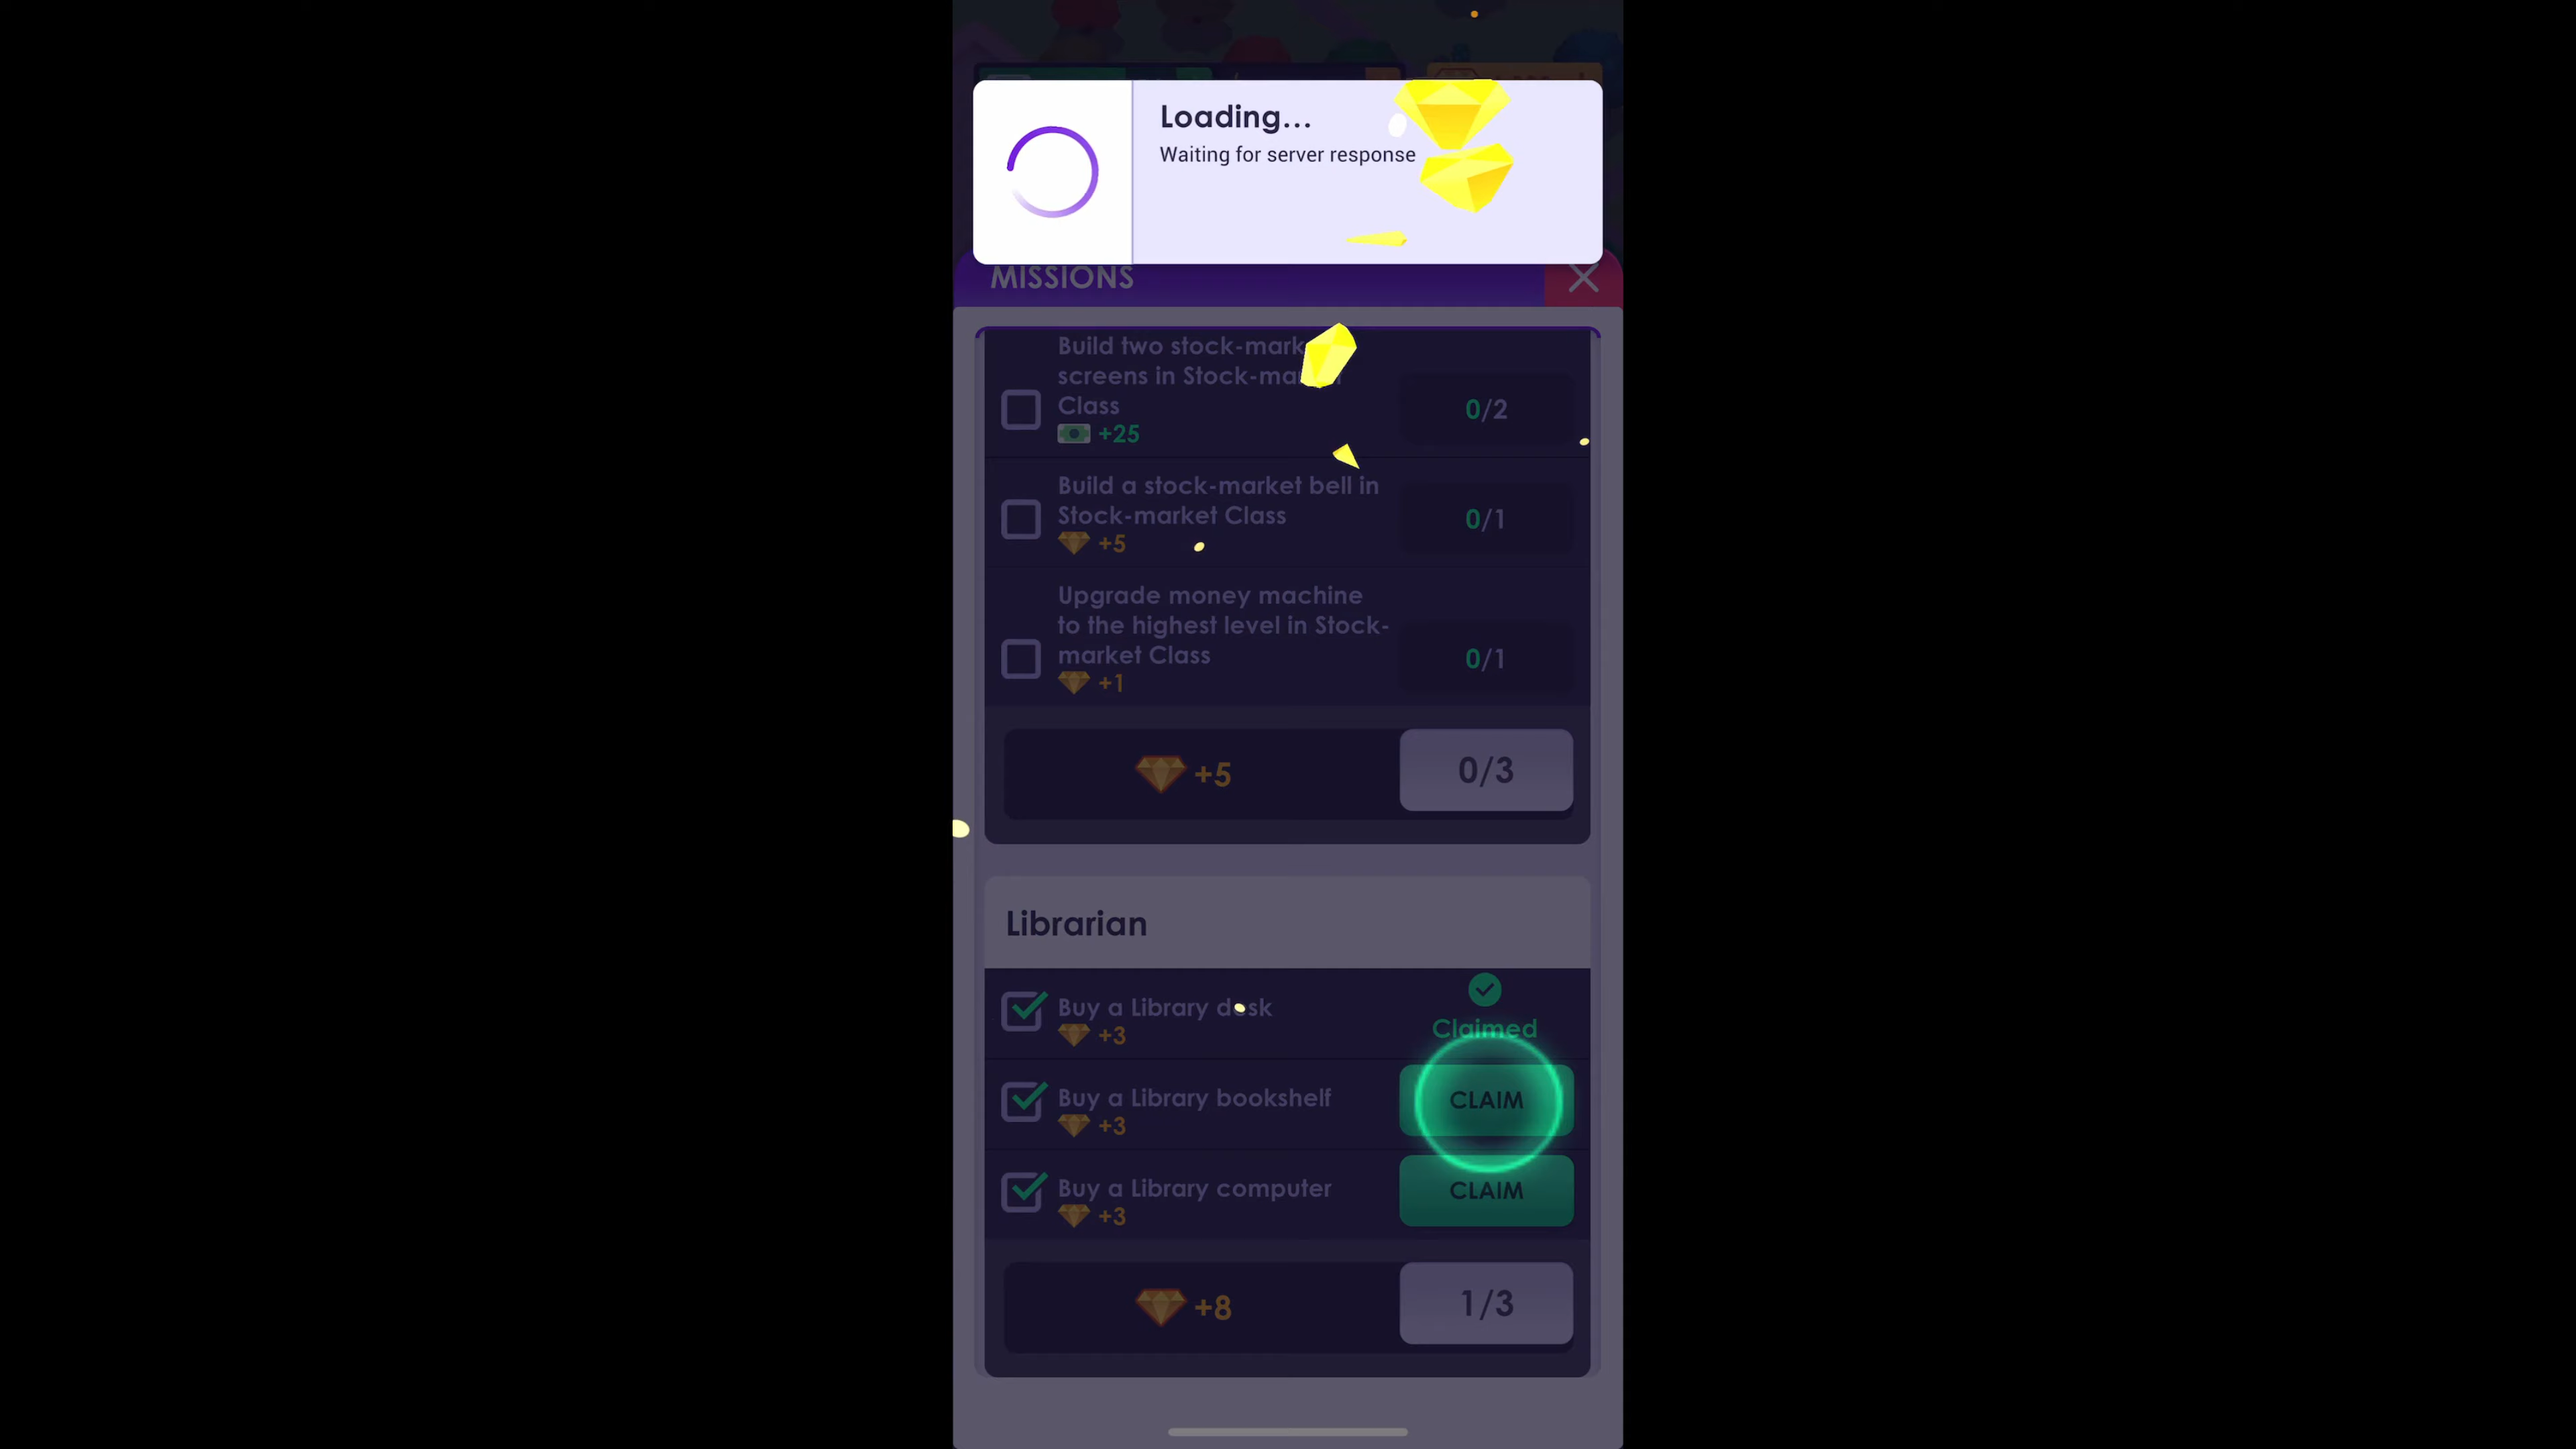 Loading...
Waiting for server response
MISSIONS
Build two stock-mark
screens in Stock-ma
Class
+25
0/2
Build a stock-market bell in
Stock-market Class
+5
0/1
Upgrade money machine
to the highest level in Stock-
market Class
+1
0/1
+5
0/3
Librarian
Buy a Library desk
+3
Claimed
Buy a Library bookshelf
+3
CLAIM
Buy a Library computer
+3
CLAIM
+8
1/3